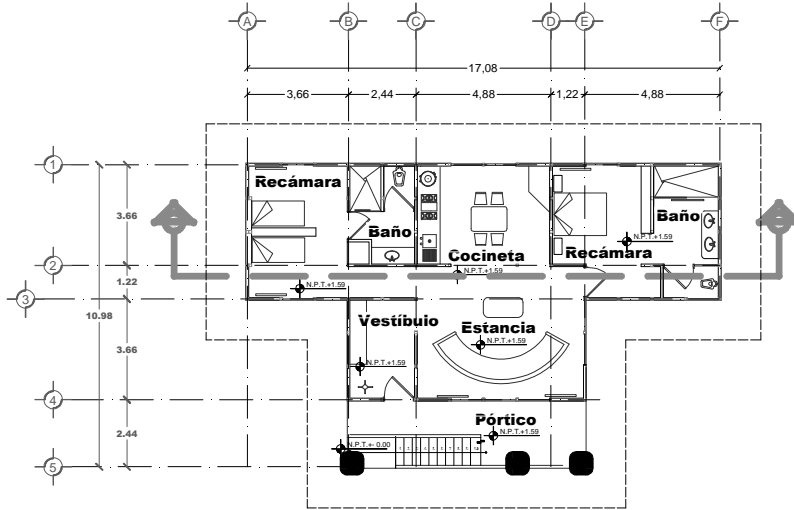 A B C D E F
17,08
3,66 2,44 4,88 1,22 4,88
1
Recámara
Baño
3.66
Baño
Cocineta
Recámara
N.P.T.+1.59
2
N.P.T.+1.59
1.22
N.P.T.+1.59
3
10.98
Vestíbulo
Estancia
N.P.T.+1.59
3.66
N.P.T.+1.59
4
Pórtico
2.44
N.P.T.+1.59
N.P.T.+- 0.00
5